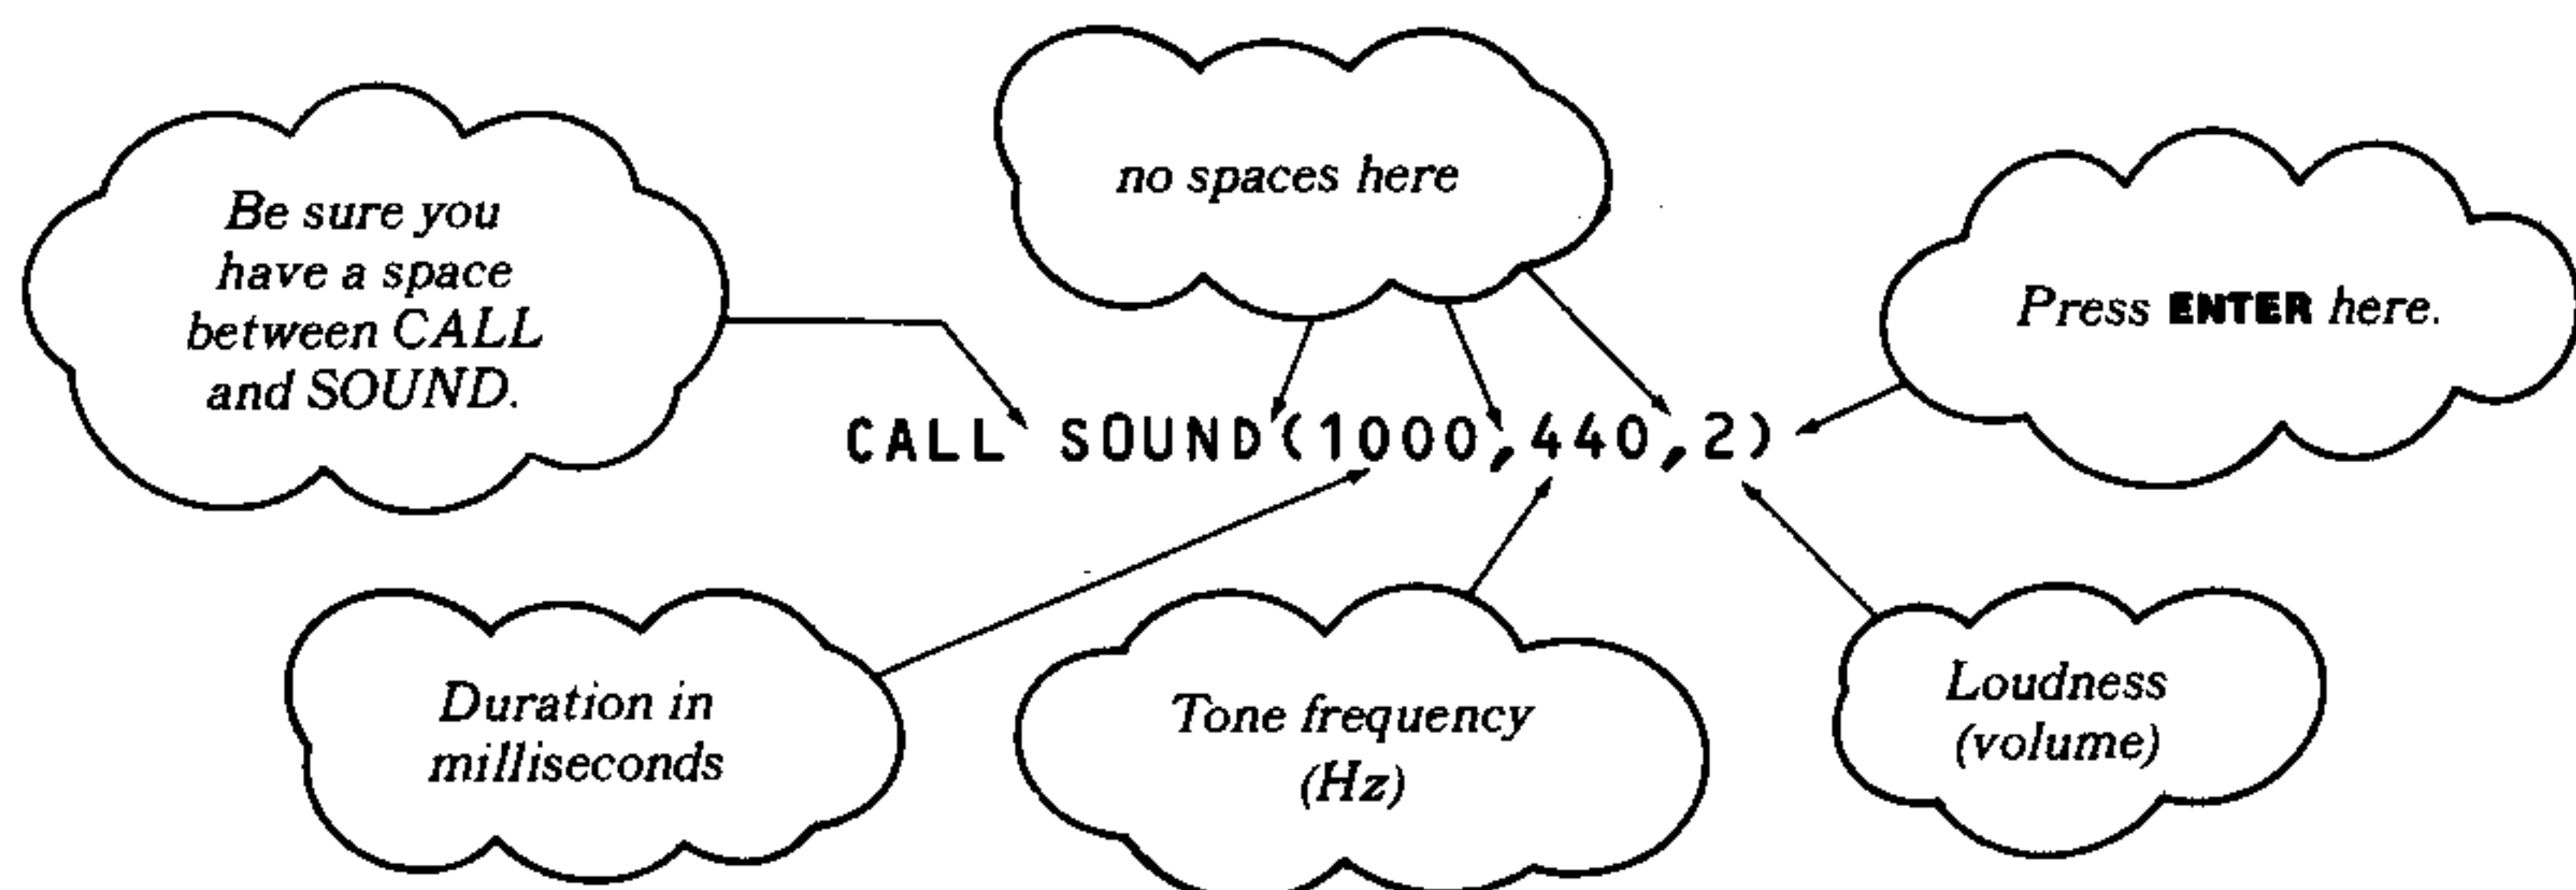 Be sure you
have a space
between CALL
and SOUND.
no spaces here
Press ENTER here.
CALL SOUND(1000,440,2)
Duration in
milliseconds
Tone frequency
(Hz)
Loudness
(volume)